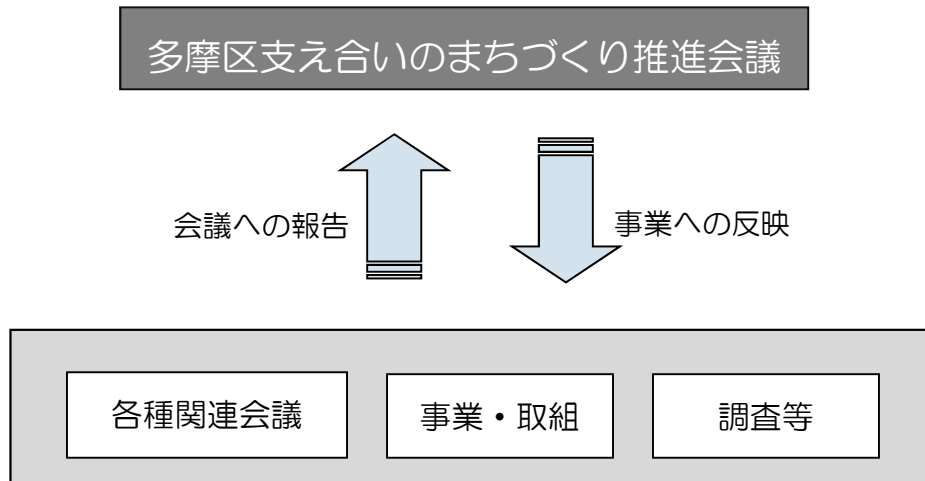 多摩区支え合いのまちづくり推進会議
会議への報告
事業への反映
各種関連会議
事業・取組
調査等